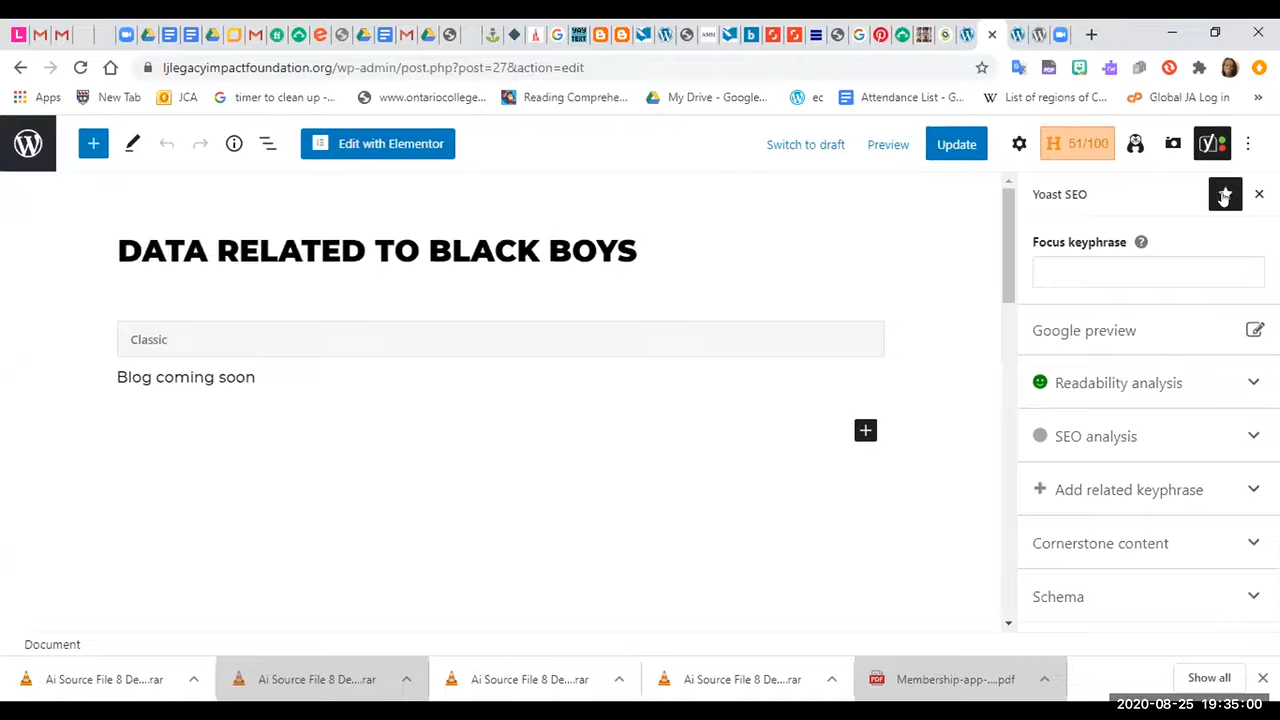 ljlegacyimpactfoundation.org/wp-admin/post.php?post=27&action=edit
Apps New Tab JCA timer to clean up -... www.ontariocollege... Reading Comprehe... My Drive - Google... ec Attendance List - G... List of regions of C... Global JA Log in »
Edit with Elementor Switch to draft Preview Update H 51/100
Yoast SEO
DATA RELATED TO BLACK BOYS
Focus keyphrase
Classic
Blog coming soon
Google preview
Readability analysis
SEO analysis
Add related keyphrase
Cornerstone content
Schema
Document
Ai Source File 8 De....rar Ai Source File 8 De....rar Ai Source File 8 De....rar Ai Source File 8 De....rar Membership-app-....pdf Show all
2020-08-25 19:35:00